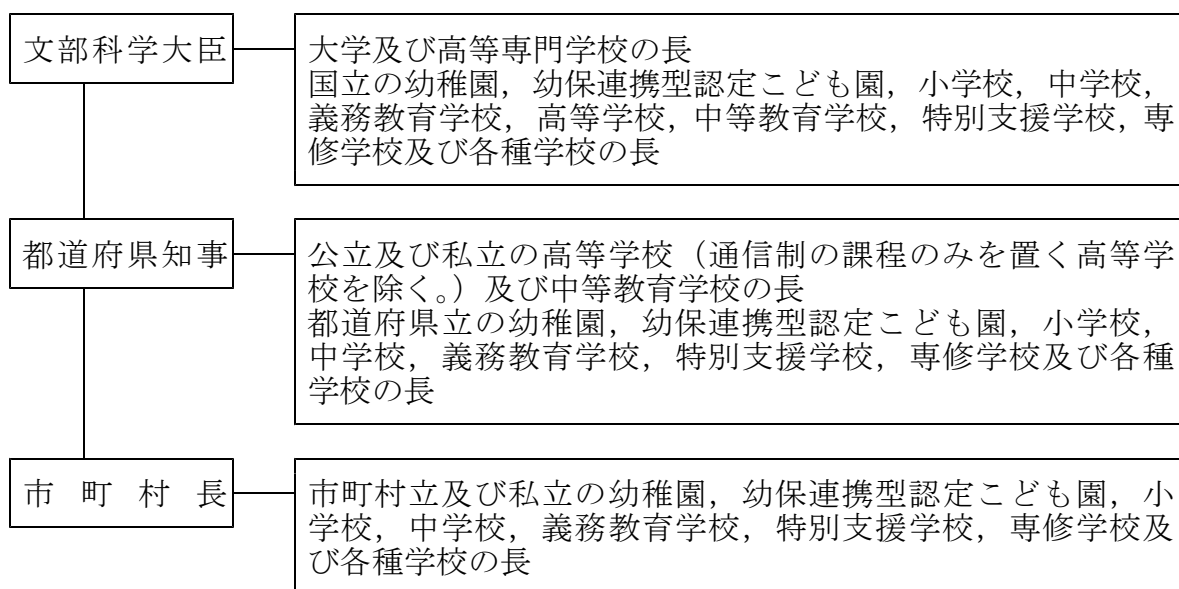 文部科学大臣
大学及び高等専門学校の長
国立の幼稚園，幼保連携型認定こども園，小学校，中学校，
義務教育学校，高等学校，中等教育学校，特別支援学校，専
修学校及び各種学校の長
都道府県知事
公立及び私立の高等学校（通信制の課程のみを置く高等学
校を除く。）及び中等教育学校の長
都道府県立の幼稚園，幼保連携型認定こども園，小学校，
中学校，義務教育学校，特別支援学校，専修学校及び各種
学校の長
市町村長
市町村立及び私立の幼稚園，幼保連携型認定こども園，小
学校，中学校，義務教育学校，特別支援学校，専修学校及
び各種学校の長